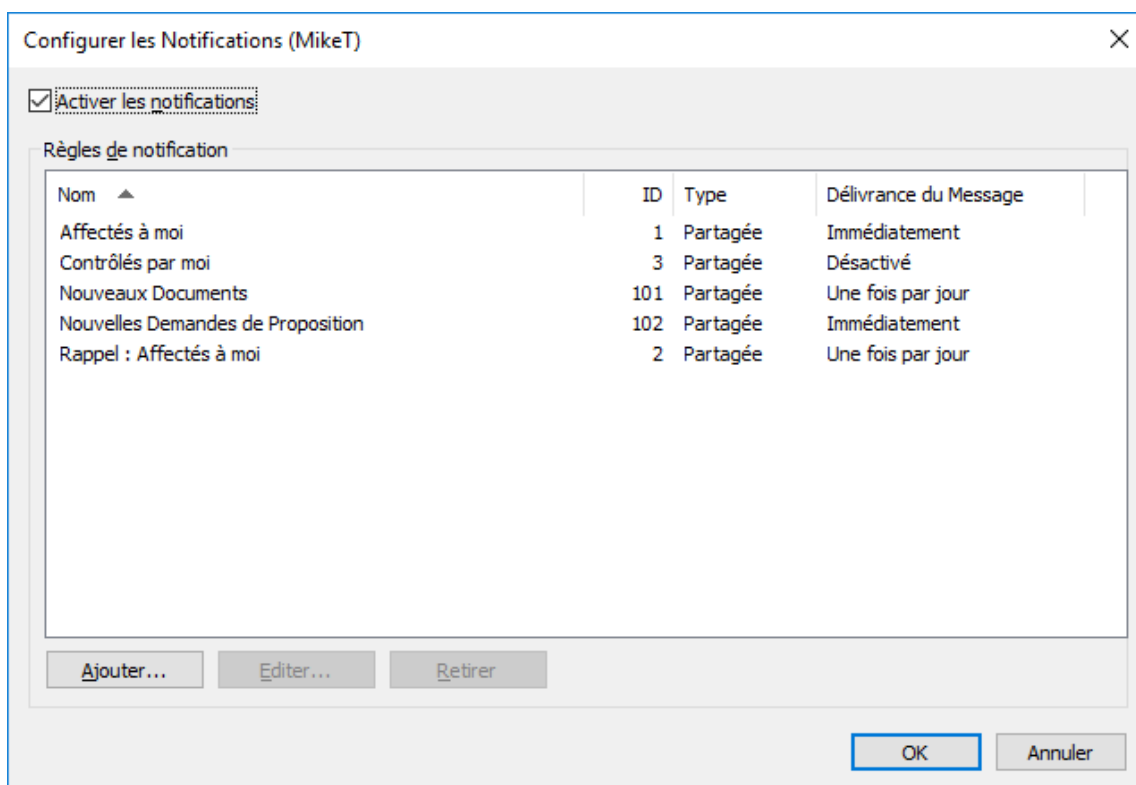 Configurer les Notifications (MikeT)
Activer les notifications
Règles de notification
Nom ID Type Délivrance du Message
Affectés à moi 1 Partagée Immédiatement
Contrôlés par moi 3 Partagée Désactivé
Nouveaux Documents 101 Partagée Une fois par jour
Nouvelles Demandes de Proposition 102 Partagée Immédiatement
Rappel : Affectés à moi 2 Partagée Une fois par jour
Ajouter... Editer... Retirer
OK Annuler